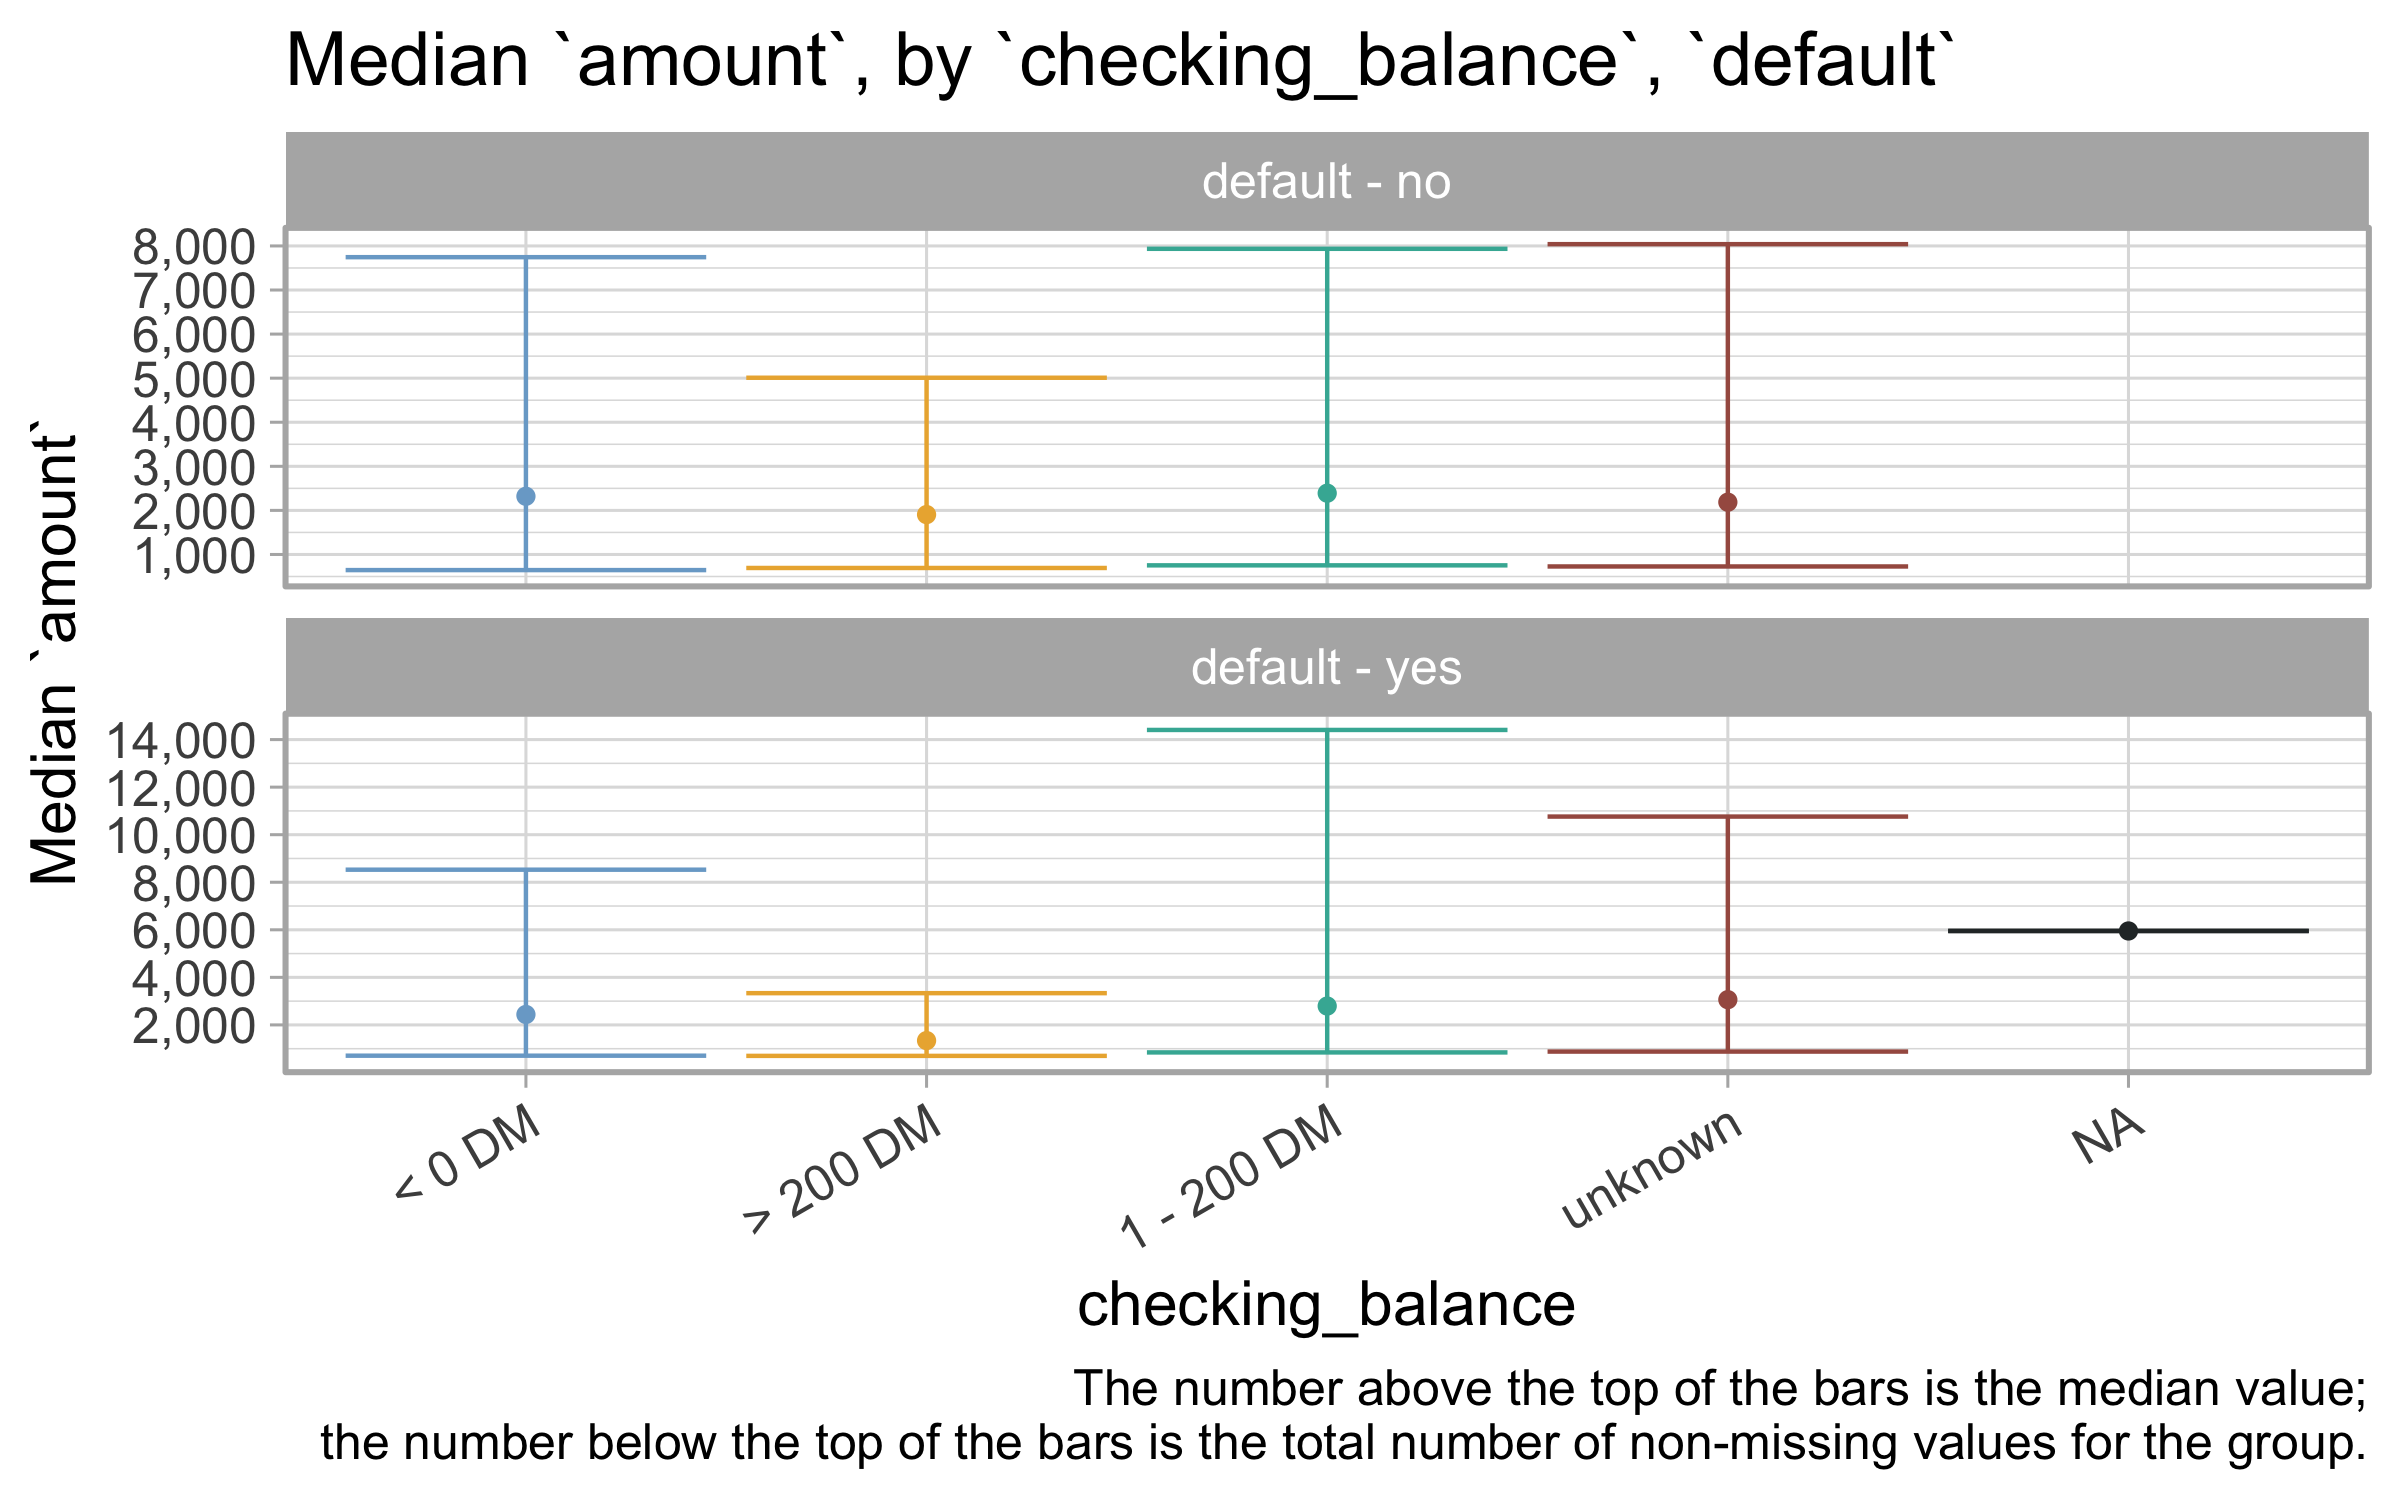 Median `amount`, by `checking_balance`, `default`
default - no
8,000
7,000
6,000
5,000
4,000
3,000
2,000
1,000
Median `amount`
default - yes
14,000
12,000
10,000
8,000
6,000
4,000
2,000
< 0 DM
> 200 DM
1 - 200 DM
unknown
NA
checking_balance
The number above the top of the bars is the median value;
the number below the top of the bars is the total number of non-missing values for the group.